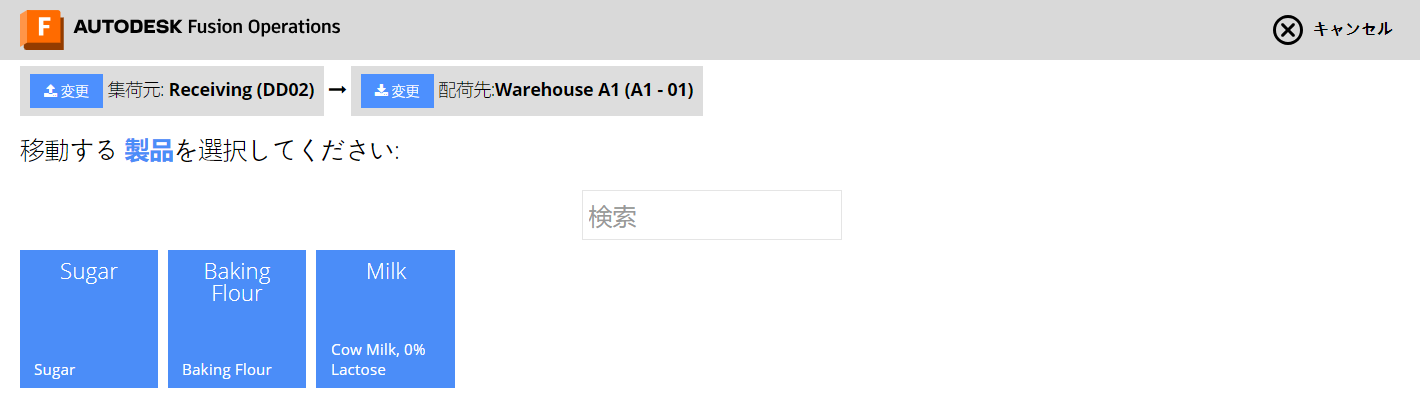 AUTODESK Fusion Operations
キャンセル
変更 集荷元: Receiving (DD02)
変更 配荷先:Warehouse A1 (A1 - 01)
移動する 製品を選択してください:
検索
Sugar
Sugar
Baking
Flour
Baking Flour
Milk
Cow Milk, 0%
Lactose